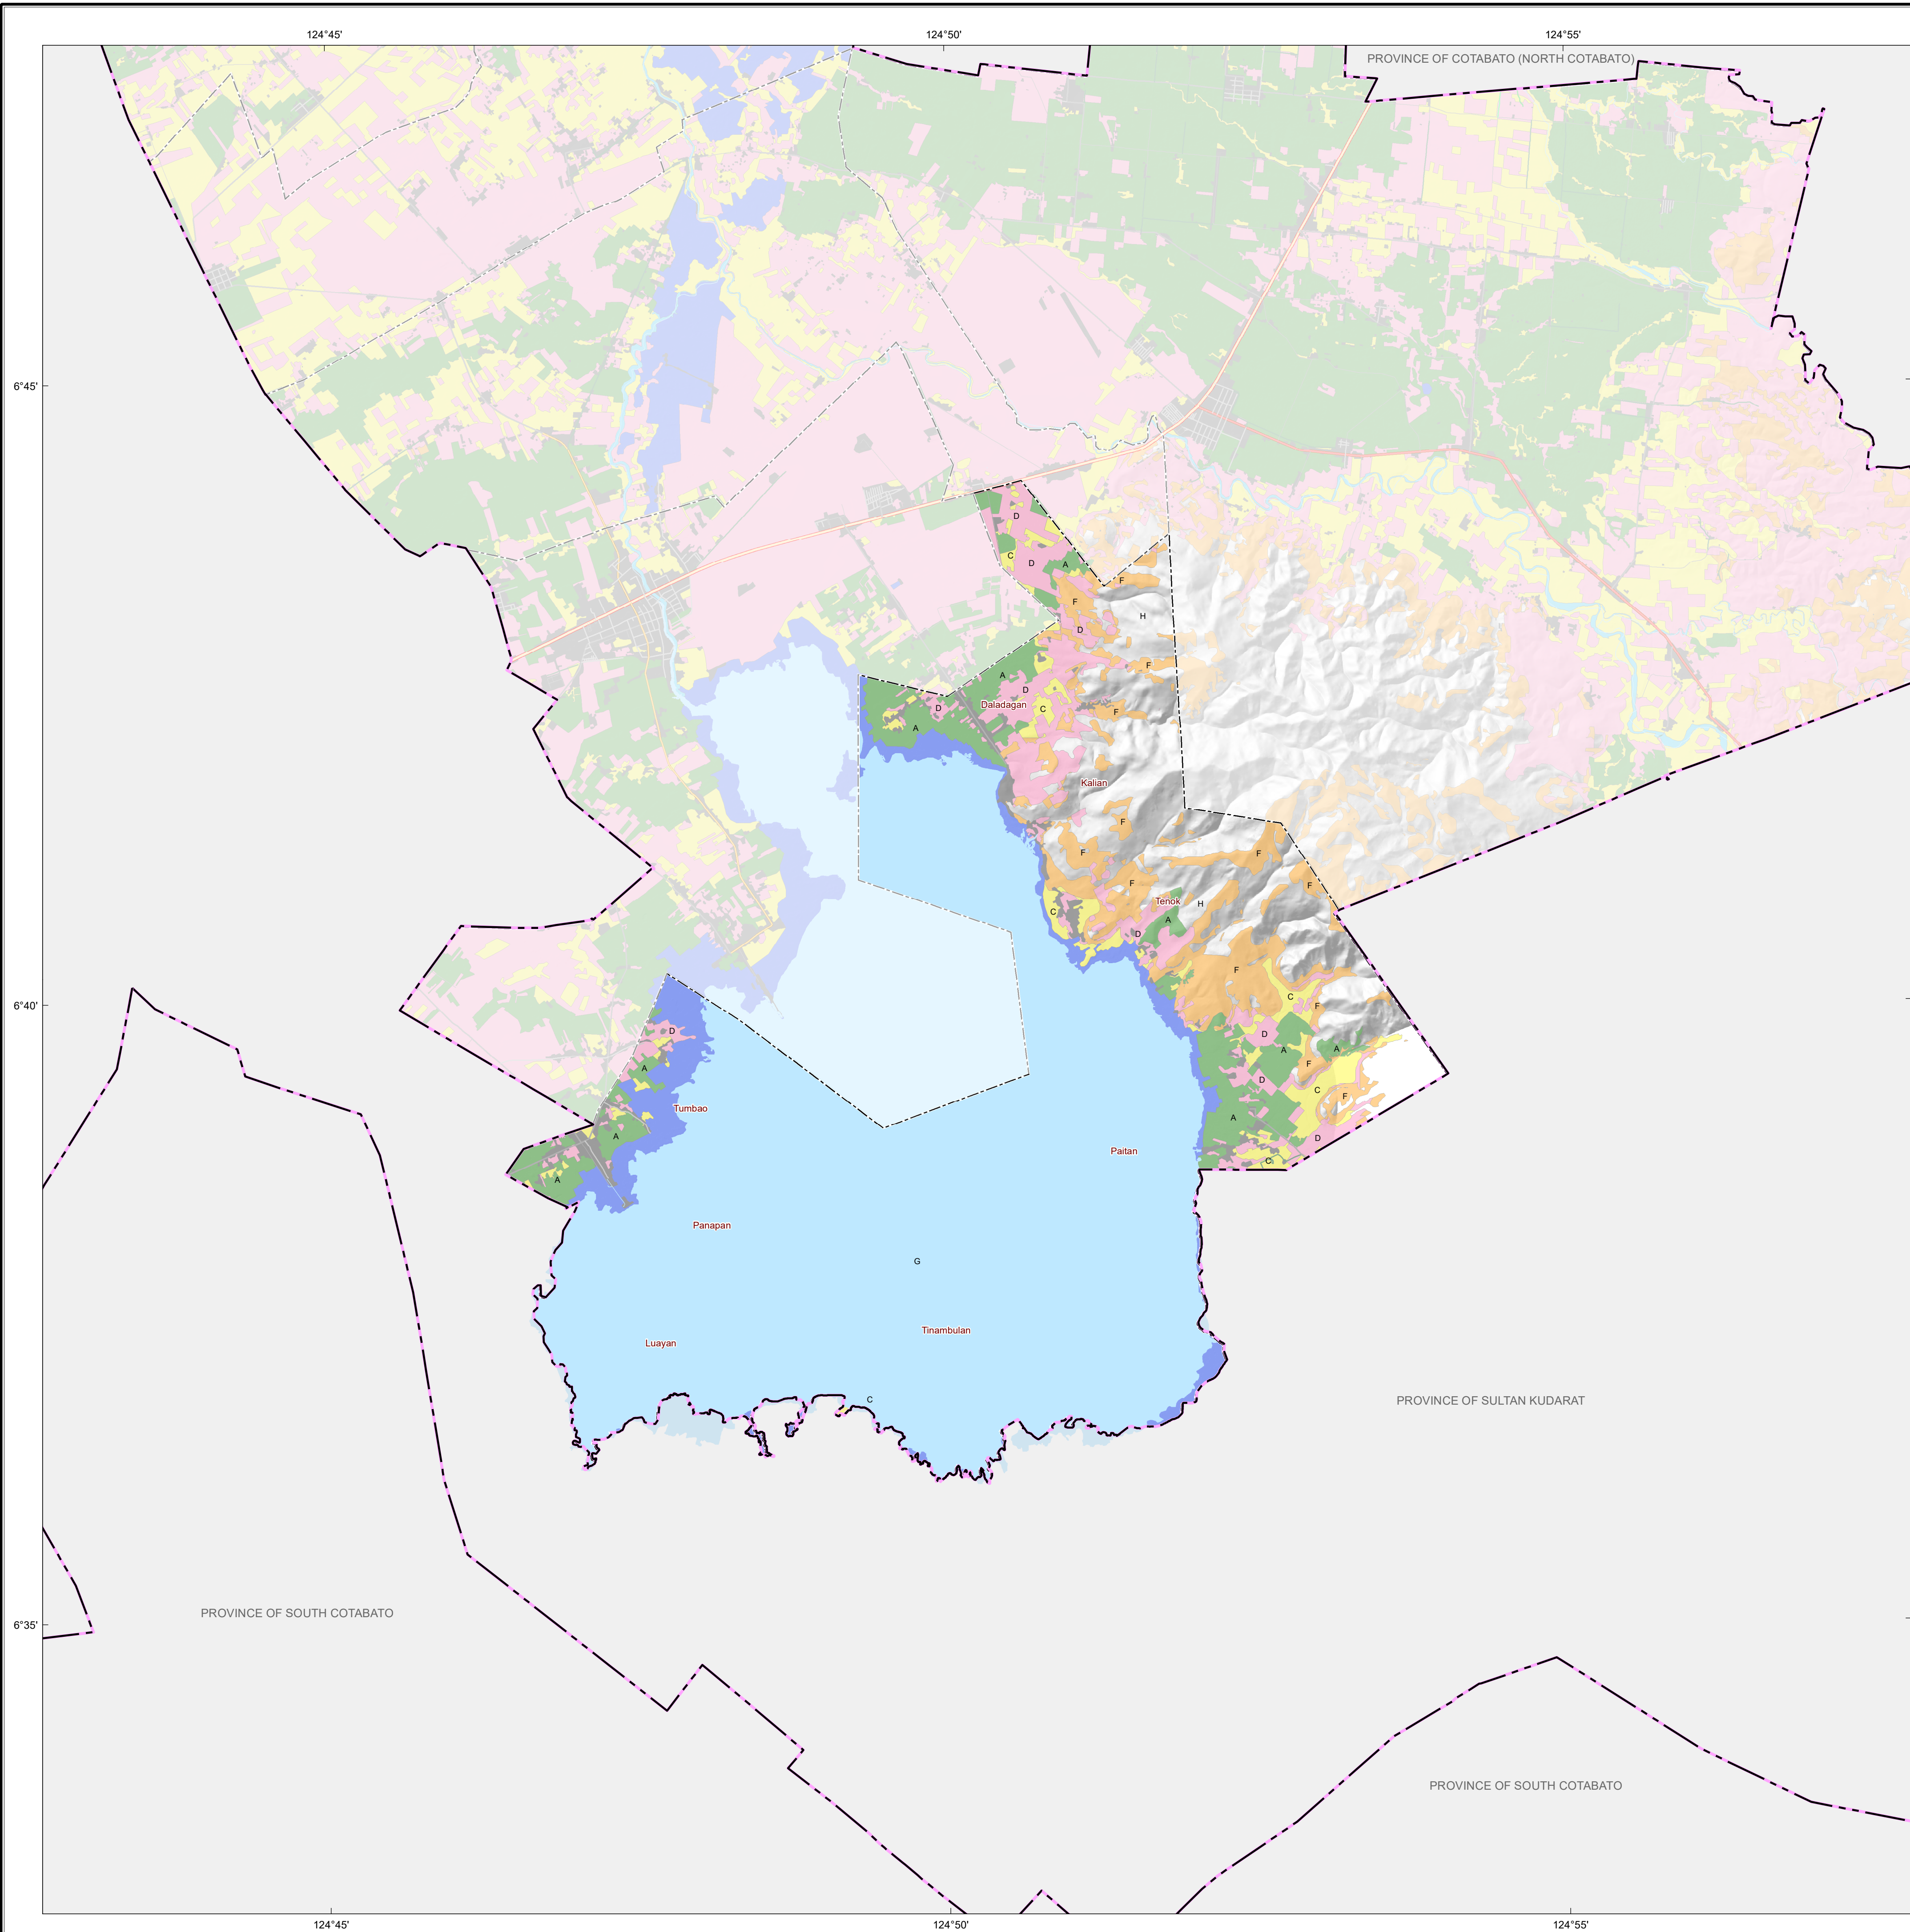 124°45'
124°50'
124°55'
PROVINCE OF COTABATO (NORTH COTABATO)
6°45'
D
C
D
A
F
F
D
H
F
A
D
Daladagan
D
C
F
A
Kalian
F
F
F
F
F
Tenok
H
C
A
D
F
C
F
6°40'
D
D
A
A
F
A
D
C
F
Tumbao
A
A
D
Paitan
C
A
Panapan
G
Tinambulan
Luayan
C
PROVINCE OF SULTAN KUDARAT
PROVINCE OF SOUTH COTABATO
6°35'
PROVINCE OF SOUTH COTABATO
124°45'
124°50'
124°55'